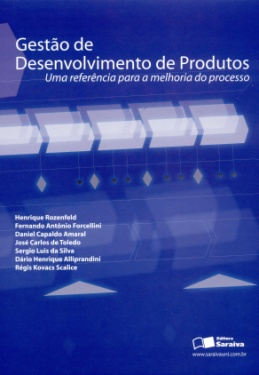 Gestão de
Desenvolvimento de Produtos
Uma referência para a melhoria do processo
Henrique Rozenfeld
Fernando Antônio Forcellini
Daniel Capaldo Amaral
José Carlos de Toledo
Sergio Luis da Silva
Dário Henrique Alliprandini
Régis Kovacs Scalice
Editora
Saraiva
www.saraivauni.com.br